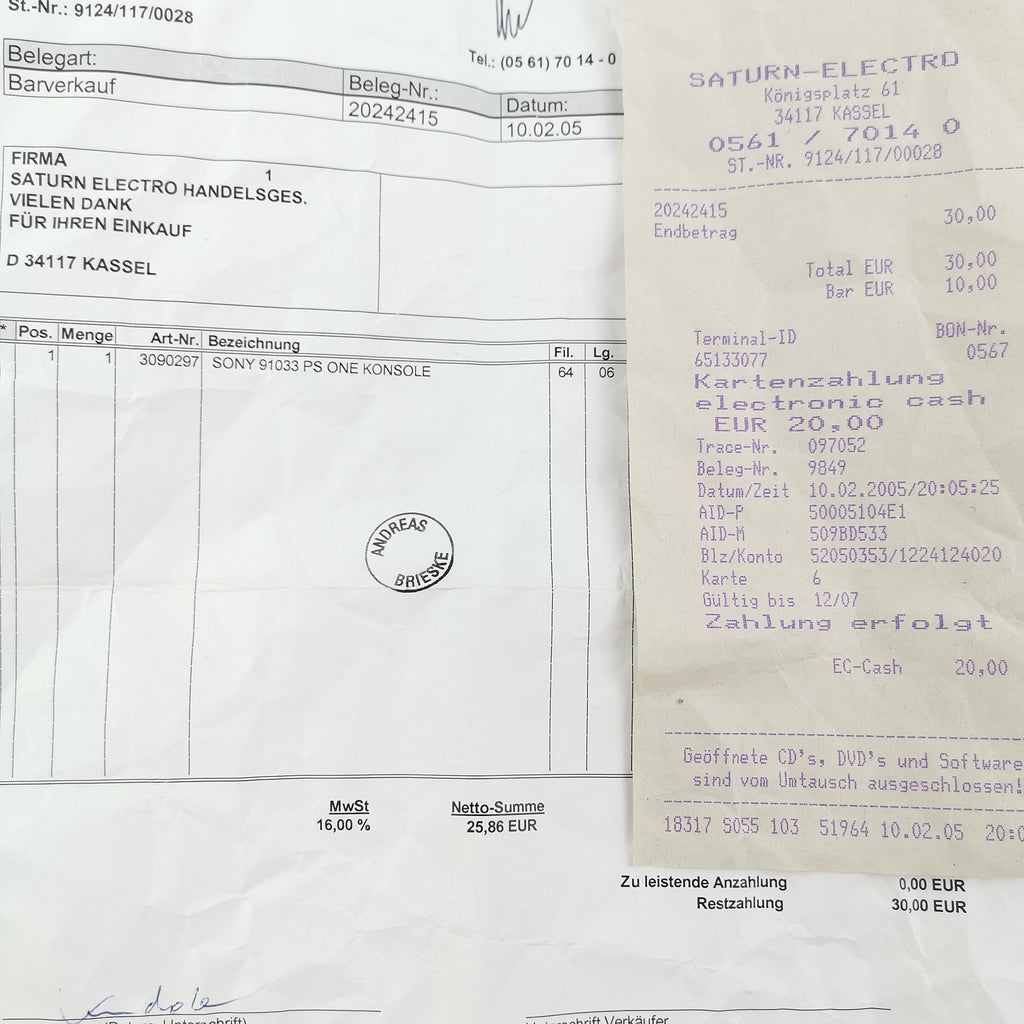 St.-Nr.: 9124/117/0028
Tel.: (05 61) 70 14 - 0
Belegart:
Barverkauf
Beleg-Nr.:
20242415
Datum:
10.02.05
FIRMA
1
SATURN ELECTRO HANDELSGES.
VIELEN DANK
FÜR IHREN EINKAUF
D 34117 KASSEL
* Pos. Menge Art-Nr. Bezeichnung Fil. Lg.
1 1 3090297 SONY 91033 PS ONE KONSOLE 64 06
ANDREAS
BRIESKE
MwSt Netto-Summe
16,00 % 25,86 EUR
Zu leistende Anzahlung 0,00 EUR
Restzahlung 30,00 EUR
Unterschrift)
Unterschrift Verkäufer
SATURN-ELECTRO
Königsplatz 61
34117 KASSEL
0561 / 7014 0
ST.-NR. 9124/117/00028
20242415 30,00
Endbetrag
Total EUR 30,00
Bar EUR 10,00
Terminal-ID BON-Nr.
65133077 0567
Kartenzahlung
electronic cash
EUR 20,00
Trace-Nr. 097052
Beleg-Nr. 9849
Datum/Zeit 10.02.2005/20:05:25
AID-P 50005104E1
AID-M 509BD533
Blz/Konto 52050353/1224124020
Karte 6
Gültig bis 12/07
Zahlung erfolgt
EC-Cash 20,00
Geöffnete CD's, DVD's und Software
sind vom Umtausch ausgeschlossen!
18317 S055 103 51964 10.02.05 20:0